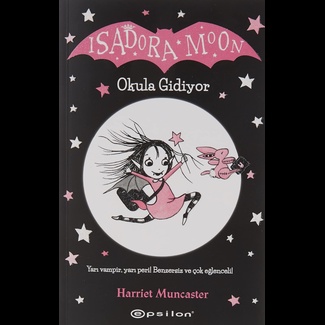 ISADORA MOON
Okula Gidiyor
Yarı vampir, yarı peri! Benzersiz ve çok eğlenceli!
Harriet Muncaster
epsilon